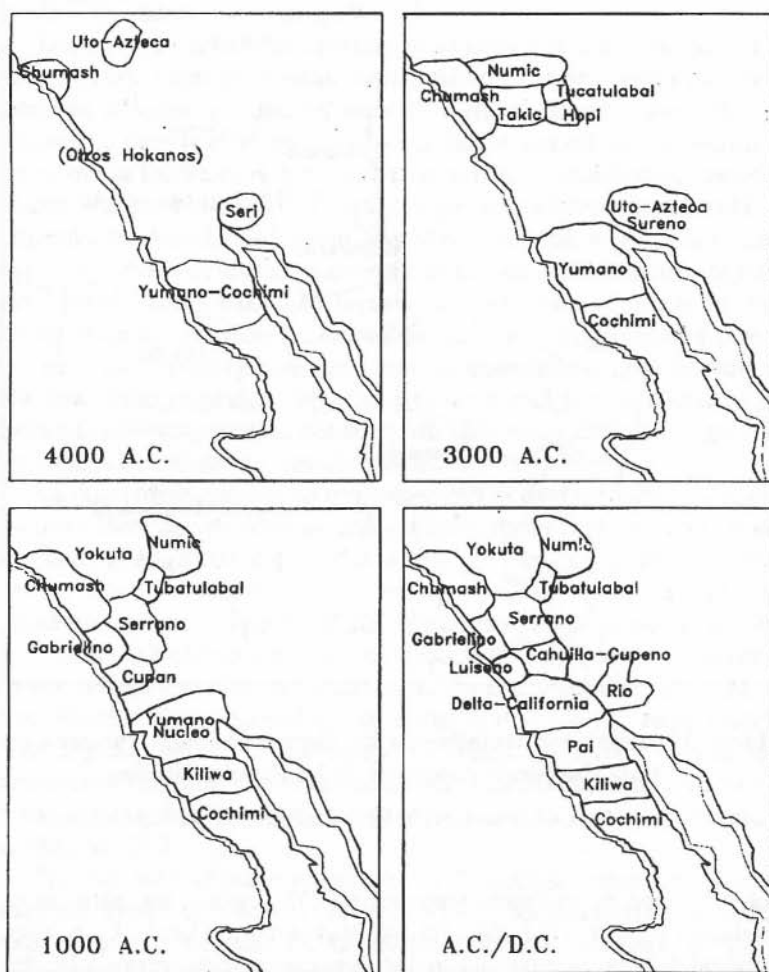 Uto-Azteca
Chumash
(Otros Hokanos)
Seri
Yumano-Cochimi
4000 A.C.
Numic
Chumash
Tucatulabal
Takic
Hopi
Uto-Azteca
Sureno
Yumano
Cochimi
3000 A.C.
Yokuta
Numic
Chumash
Tubatulabal
Serrano
Gabrielino
Cupan
Yumano
Nucleo
Kiliwa
Cochimi
1000 A.C.
Yokuta
Numic
Chumash
Tubatulabal
Serrano
Gabrielino
Cahuilla-Cupeno
Luiseno
Rio
Delta-California
Pai
Kiliwa
Cochimi
A.C./D.C.